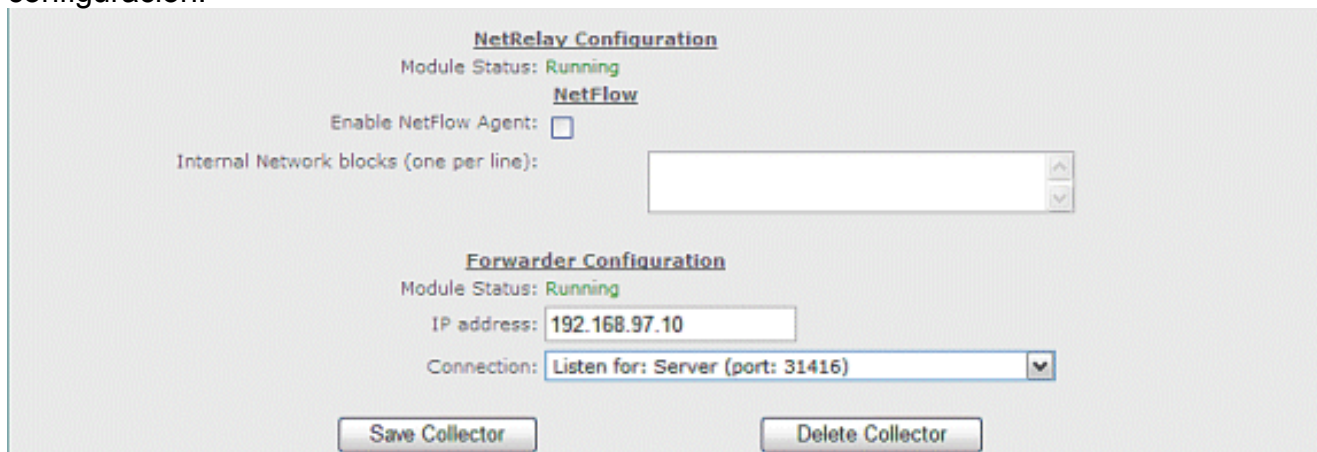 configuración.
NetRelay Configuration
Module Status: Running
NetFlow
Enable NetFlow Agent:
Internal Network blocks (one per line):
Forwarder Configuration
Module Status: Running
IP address: 192.168.97.10
Connection: Listen for: Server (port: 31416)
Save Collector Delete Collector